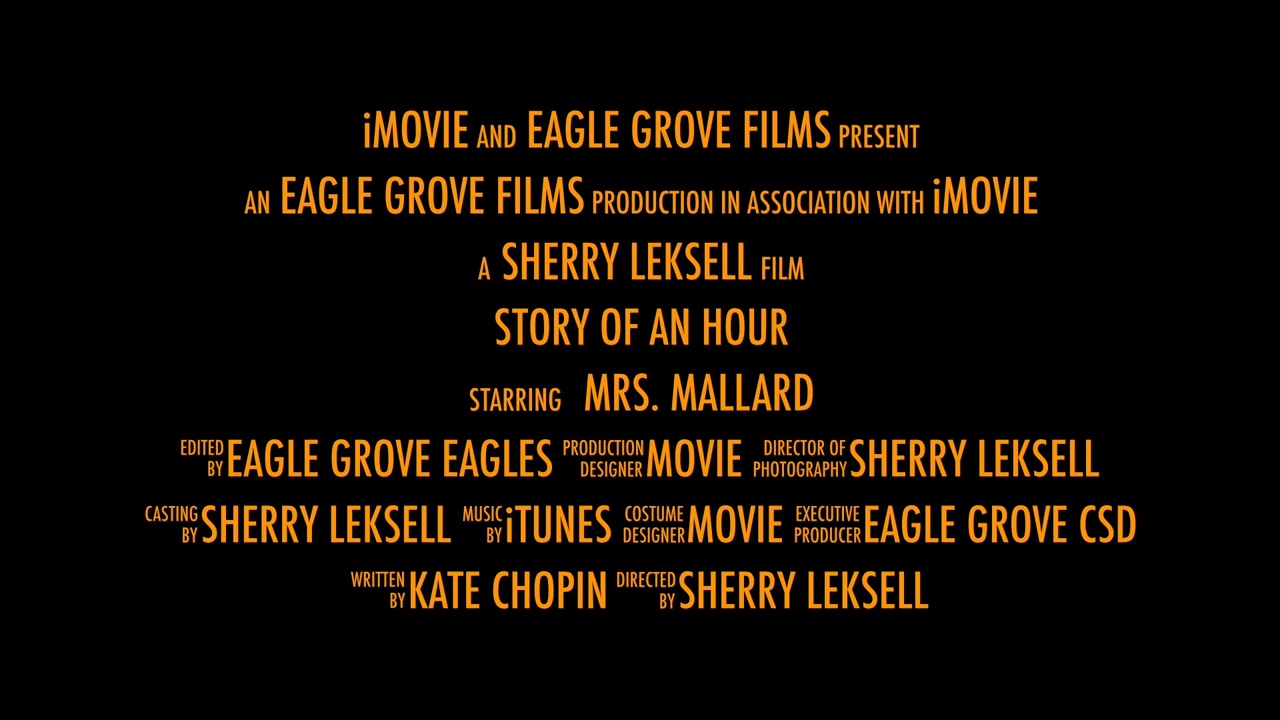 iMOVIE AND EAGLE GROVE FILMS PRESENT
AN EAGLE GROVE FILMS PRODUCTION IN ASSOCIATION WITH iMOVIE
A SHERRY LEKSELL FILM
STORY OF AN HOUR
STARRING MRS. MALLARD
EDITED BY EAGLE GROVE EAGLES PRODUCTION DESIGNER MOVIE DIRECTOR OF PHOTOGRAPHY SHERRY LEKSELL
CASTING BY SHERRY LEKSELL MUSIC BY iTUNES COSTUME DESIGNER MOVIE EXECUTIVE PRODUCER EAGLE GROVE CSD
WRITTEN BY KATE CHOPIN DIRECTED BY SHERRY LEKSELL